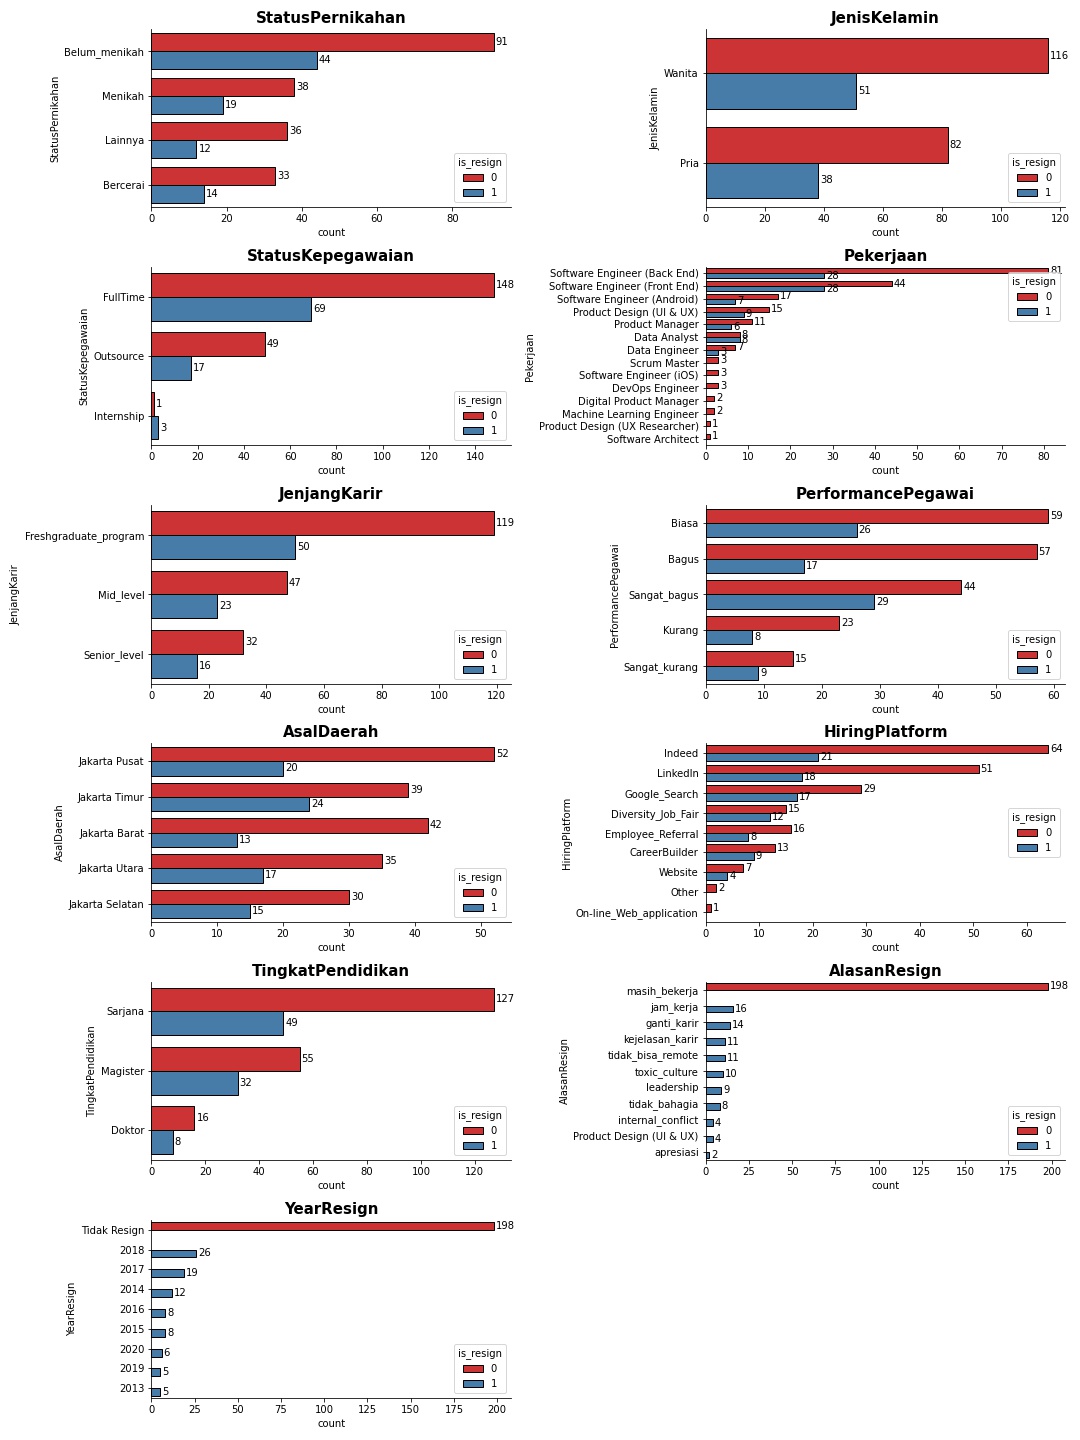 StatusPernikahan
StatusPernikahan
Belum_menikah 91
44
Menikah 38
19
Lainnya 36
12
Bercerai 33
14
is_resign
0
1
0 20 40 60 80
count
JenisKelamin
JenisKelamin
Wanita 116
51
Pria 82
38
is_resign
0
1
0 20 40 60 80 100 120
count
StatusKepegawaian
StatusKepegawaian
FullTime 148
69
Outsource 49
17
Internship 1
3
is_resign
0
1
0 20 40 60 80 100 120 140
count
Pekerjaan
Pekerjaan
Software Engineer (Back End) 81
28
Software Engineer (Front End) 44
28
Software Engineer (Android) 17
7
Product Design (UI & UX) 15
9
Product Manager 11
6
Data Analyst 8
8
Data Engineer 7
3
Scrum Master 3
Software Engineer (iOS) 3
DevOps Engineer 3
Digital Product Manager 2
Machine Learning Engineer 2
Product Design (UX Researcher) 1
Software Architect 1
is_resign
0
1
0 10 20 30 40 50 60 70 80
count
JenjangKarir
JenjangKarir
Freshgraduate_program 119
50
Mid_level 47
23
Senior_level 32
16
is_resign
0
1
0 20 40 60 80 100 120
count
PerformancePegawai
PerformancePegawai
Biasa 59
26
Bagus 57
17
Sangat_bagus 44
29
Kurang 23
8
Sangat_kurang 15
9
is_resign
0
1
0 10 20 30 40 50 60
count
AsalDaerah
AsalDaerah
Jakarta Pusat 52
20
Jakarta Timur 39
24
Jakarta Barat 42
13
Jakarta Utara 35
17
Jakarta Selatan 30
15
is_resign
0
1
0 10 20 30 40 50
count
HiringPlatform
HiringPlatform
Indeed 64
21
LinkedIn 51
18
Google_Search 29
17
Diversity_Job_Fair 15
12
Employee_Referral 16
8
CareerBuilder 13
9
Website 7
4
Other 2
On-line_Web_application 1
is_resign
0
1
0 10 20 30 40 50 60
count
TingkatPendidikan
TingkatPendidikan
Sarjana 127
49
Magister 55
32
Doktor 16
8
is_resign
0
1
0 20 40 60 80 100 120
count
AlasanResign
AlasanResign
masih_bekerja 198
jam_kerja 16
ganti_karir 14
kejelasan_karir 11
tidak_bisa_remote 11
toxic_culture 10
leadership 9
tidak_bahagia 8
internal_conflict 4
Product Design (UI & UX) 4
apresiasi 2
is_resign
0
1
0 25 50 75 100 125 150 175 200
count
YearResign
YearResign
Tidak Resign 198
2018 26
2017 19
2014 12
2016 8
2015 8
2020 6
2019 5
2013 5
is_resign
0
1
0 25 50 75 100 125 150 175 200
count